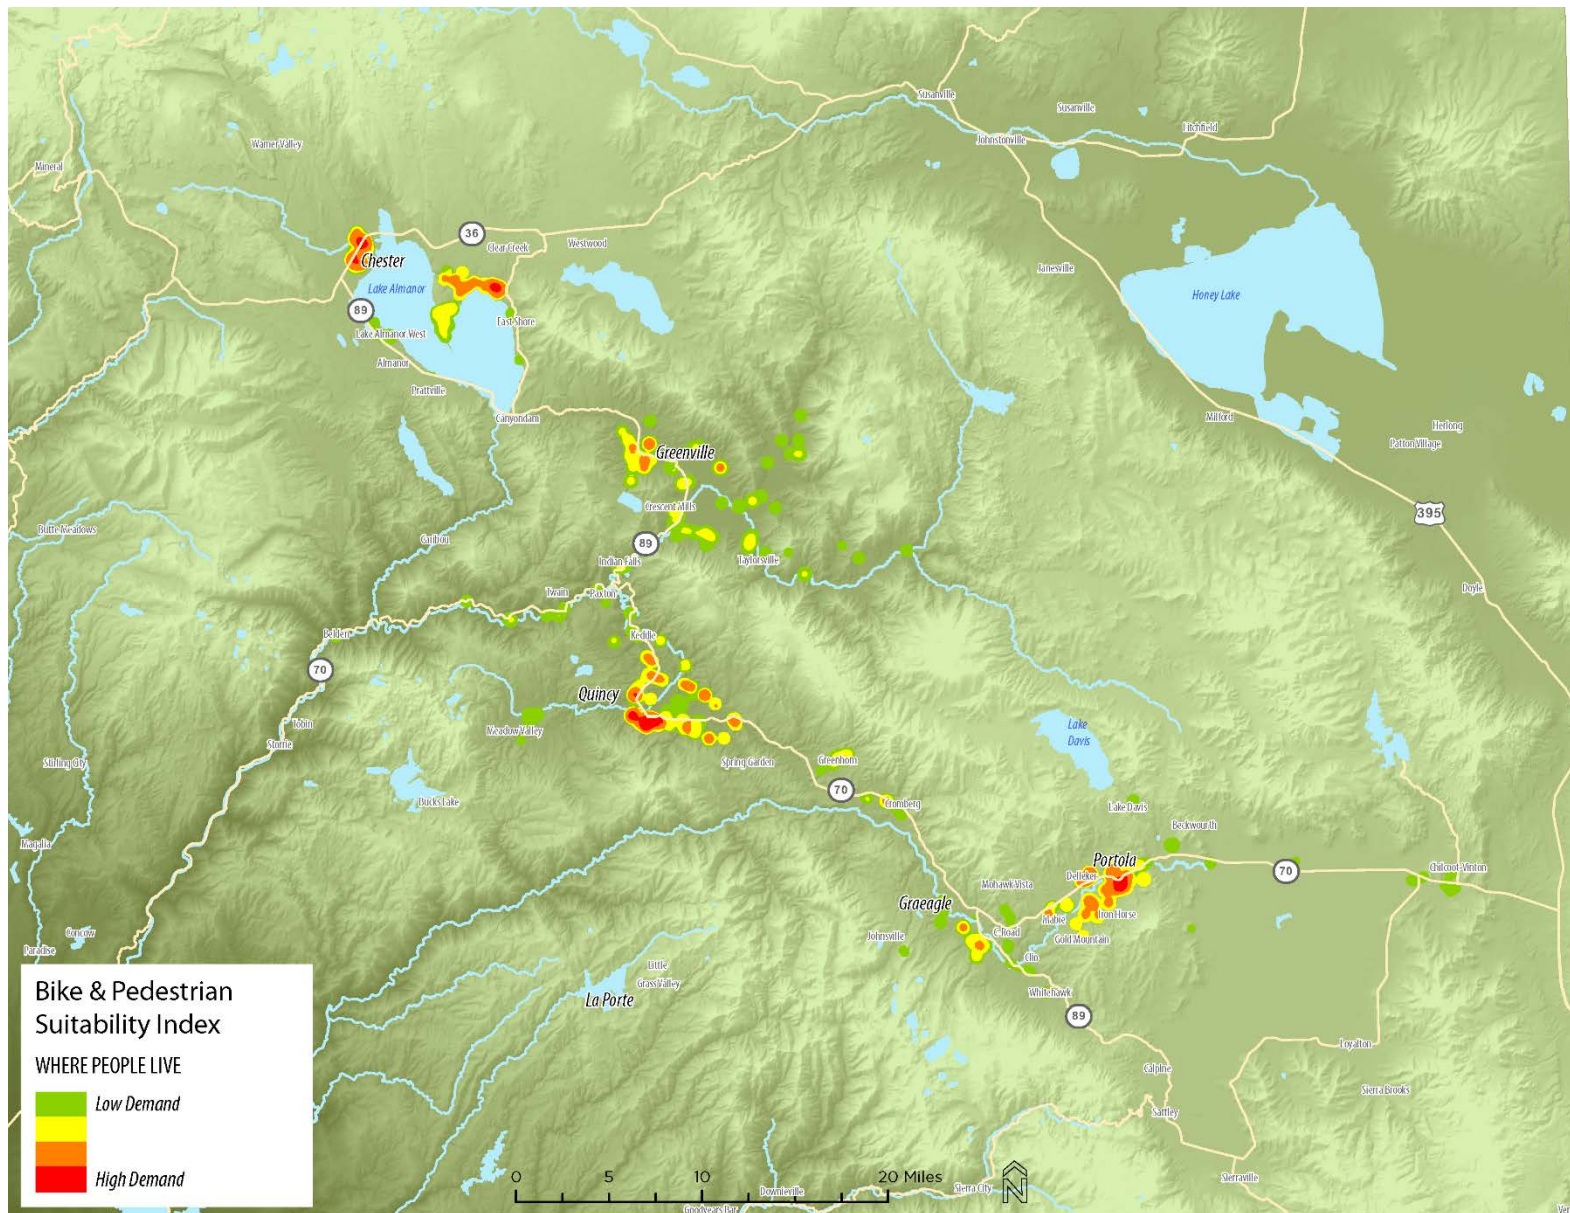 Susanville
Susanville
Litchfield
Johnstonville
Warner Valley
Mineral
36
Clear Creek
Westwood
Chester
Janesville
Lake Almanor
Honey Lake
89
East Shore
Lake Almanor West
Almanor
Prattville
Canyondam
Milford
Herlong
Patton Village
Greenville
Crescent Mills
395
Butte Meadows
Caribou
89
Indian Falls
Taylorsville
Twain
Paxton
Doyle
Belden
Keddie
70
Quincy
Meadow Valley
Tobin
Storrie
Lake
Davis
Stirling City
Spring Garden
Greenhorn
70
Bucks Lake
Cromberg
Lake Davis
Beckwourth
Magalia
Portola
Delleker
70
Chilcoot-Vinton
Mohawk Vista
Graeagle
Mabie
Iron Horse
C-Road
Gold Mountain
Johnsville
Concow
Paradise
Clio
Little
Grass Valley
La Porte
Whitehawk
89
Loyalton
Calpine
Sierra Brooks
Sattley
Sierraville
Bike & Pedestrian
Suitability Index
WHERE PEOPLE LIVE
Low Demand
High Demand
0 5 10 20 Miles
N
Downieville
Sierra City
Goodyears Bar